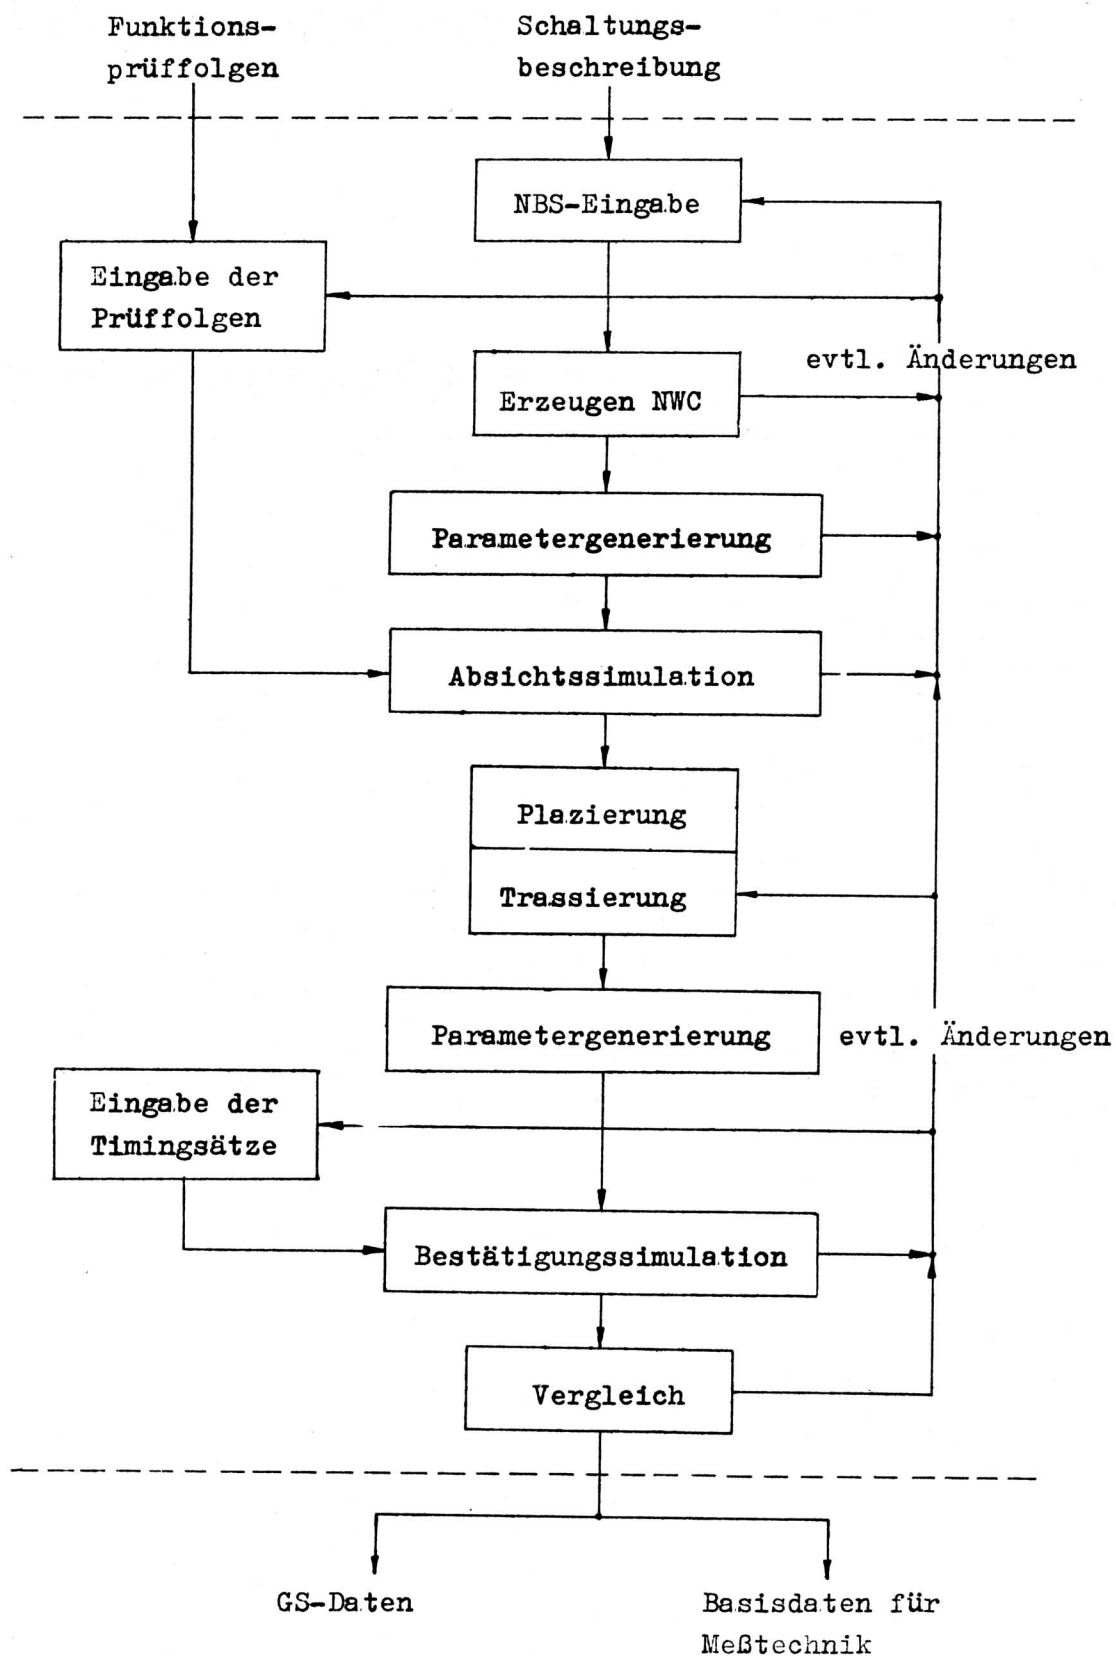 Funktions-
prüffolgen
Schaltungs-
beschreibung
NBS-Eingabe
Eingabe der
Prüffolgen
evtl. Änderungen
Erzeugen NWC
Parametergenerierung
Absichtssimulation
Plazierung
Trassierung
Parametergenerierung
evtl. Änderungen
Eingabe der
Timingsätze
Bestätigungssimulation
Vergleich
GS-Daten
Basisdaten für
Meßtechnik